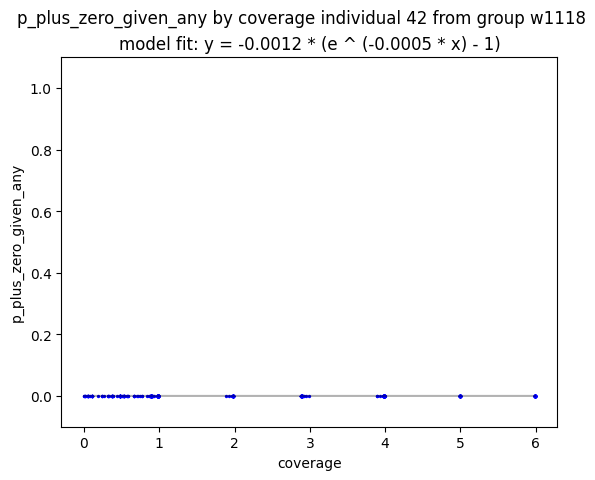 p_plus_zero_given_any by coverage individual 42 from group w1118
model fit: y = -0.0012 * (e ^ (-0.0005 * x) - 1)
1.0
0.8
0.6
0.4
0.2
0.0
p_plus_zero_given_any
0 1 2 3 4 5 6
coverage